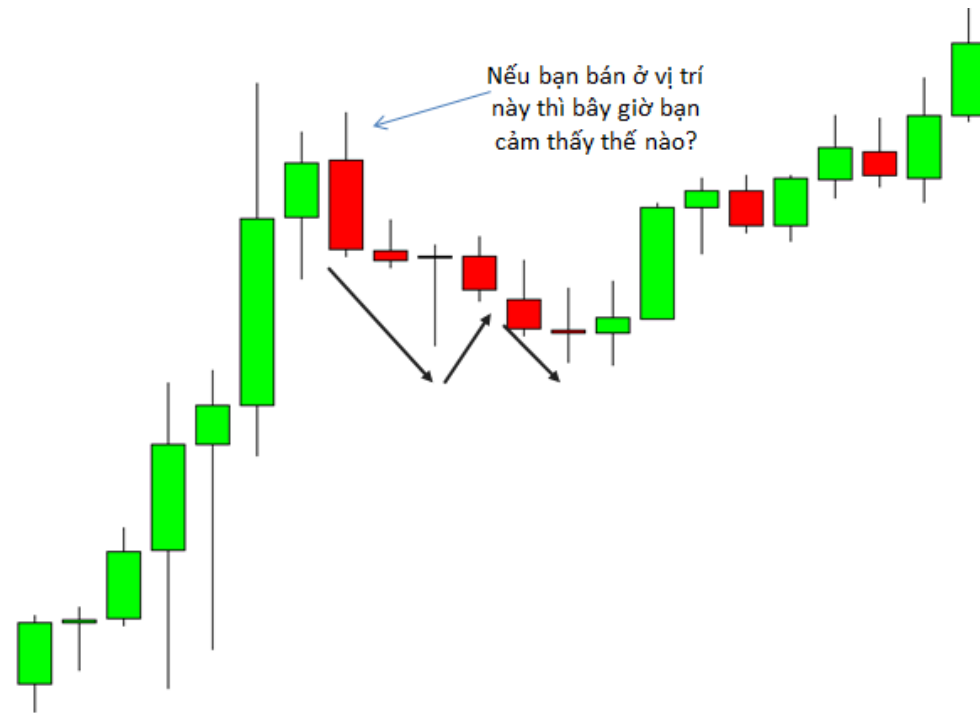 Nếu bạn bán ở vị trí
này thì bây giờ bạn
cảm thấy thế nào?